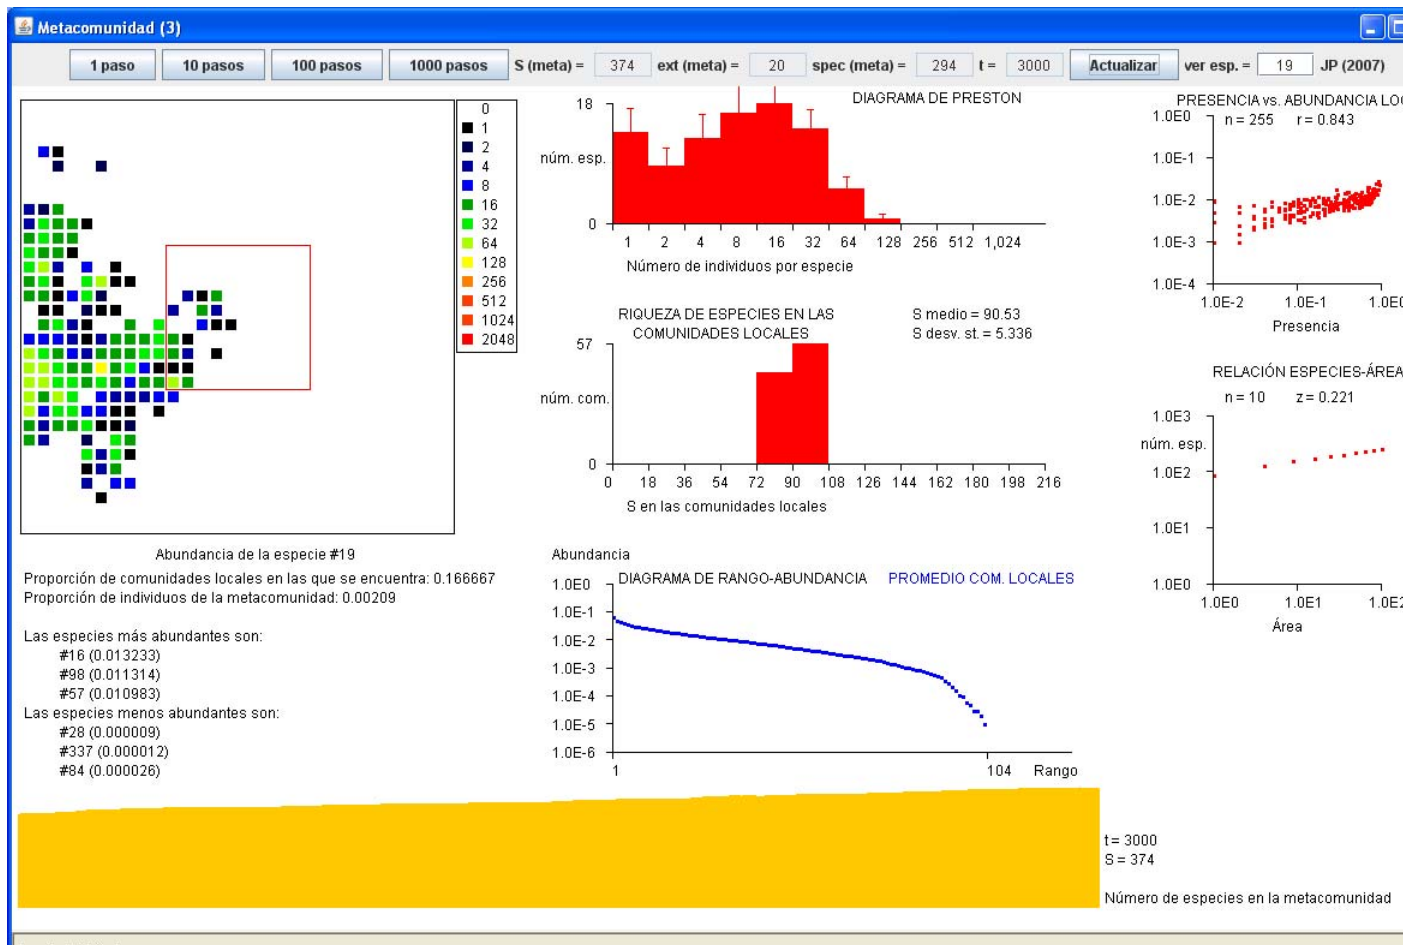 Metacomunidad (3)
1 paso 10 pasos 100 pasos 1000 pasos S (meta) = 374 ext (meta) = 20 spec (meta) = 294 t = 3000 Actualizar ver esp. = 19 JP (2007)
0
1
2
4
8
16
32
64
128
256
512
1024
2048
Abundancia de la especie #19
Proporción de comunidades locales en las que se encuentra: 0.166667
Proporción de individuos de la metacomunidad: 0.00209
Las especies más abundantes son:
#16 (0.013233)
#98 (0.011314)
#57 (0.010983)
Las especies menos abundantes son:
#28 (0.000009)
#337 (0.000012)
#84 (0.000026)
DIAGRAMA DE PRESTON
18
núm. esp.
0
1 2 4 8 16 32 64 128 256 512 1,024
Número de individuos por especie
RIQUEZA DE ESPECIES EN LAS
COMUNIDADES LOCALES
S medio = 90.53
S desv. st. = 5.336
57
núm. com.
0
0 18 36 54 72 90 108 126 144 162 180 198 216
S en las comunidades locales
Abundancia
DIAGRAMA DE RANGO-ABUNDANCIA PROMEDIO COM. LOCALES
1.0E0
1.0E-1
1.0E-2
1.0E-3
1.0E-4
1.0E-5
1.0E-6
1 104 Rango
PRESENCIA vs. ABUNDANCIA LOC
n = 255 r = 0.843
1.0E0
1.0E-1
1.0E-2
1.0E-3
1.0E-4
1.0E-2 1.0E-1 1.0E0
Presencia
RELACIÓN ESPECIES-ÁREA
n = 10 z = 0.221
1.0E3
núm. esp.
1.0E2
1.0E1
1.0E0
1.0E0 1.0E1 1.0E2
Área
t = 3000
S = 374
Número de especies en la metacomunidad